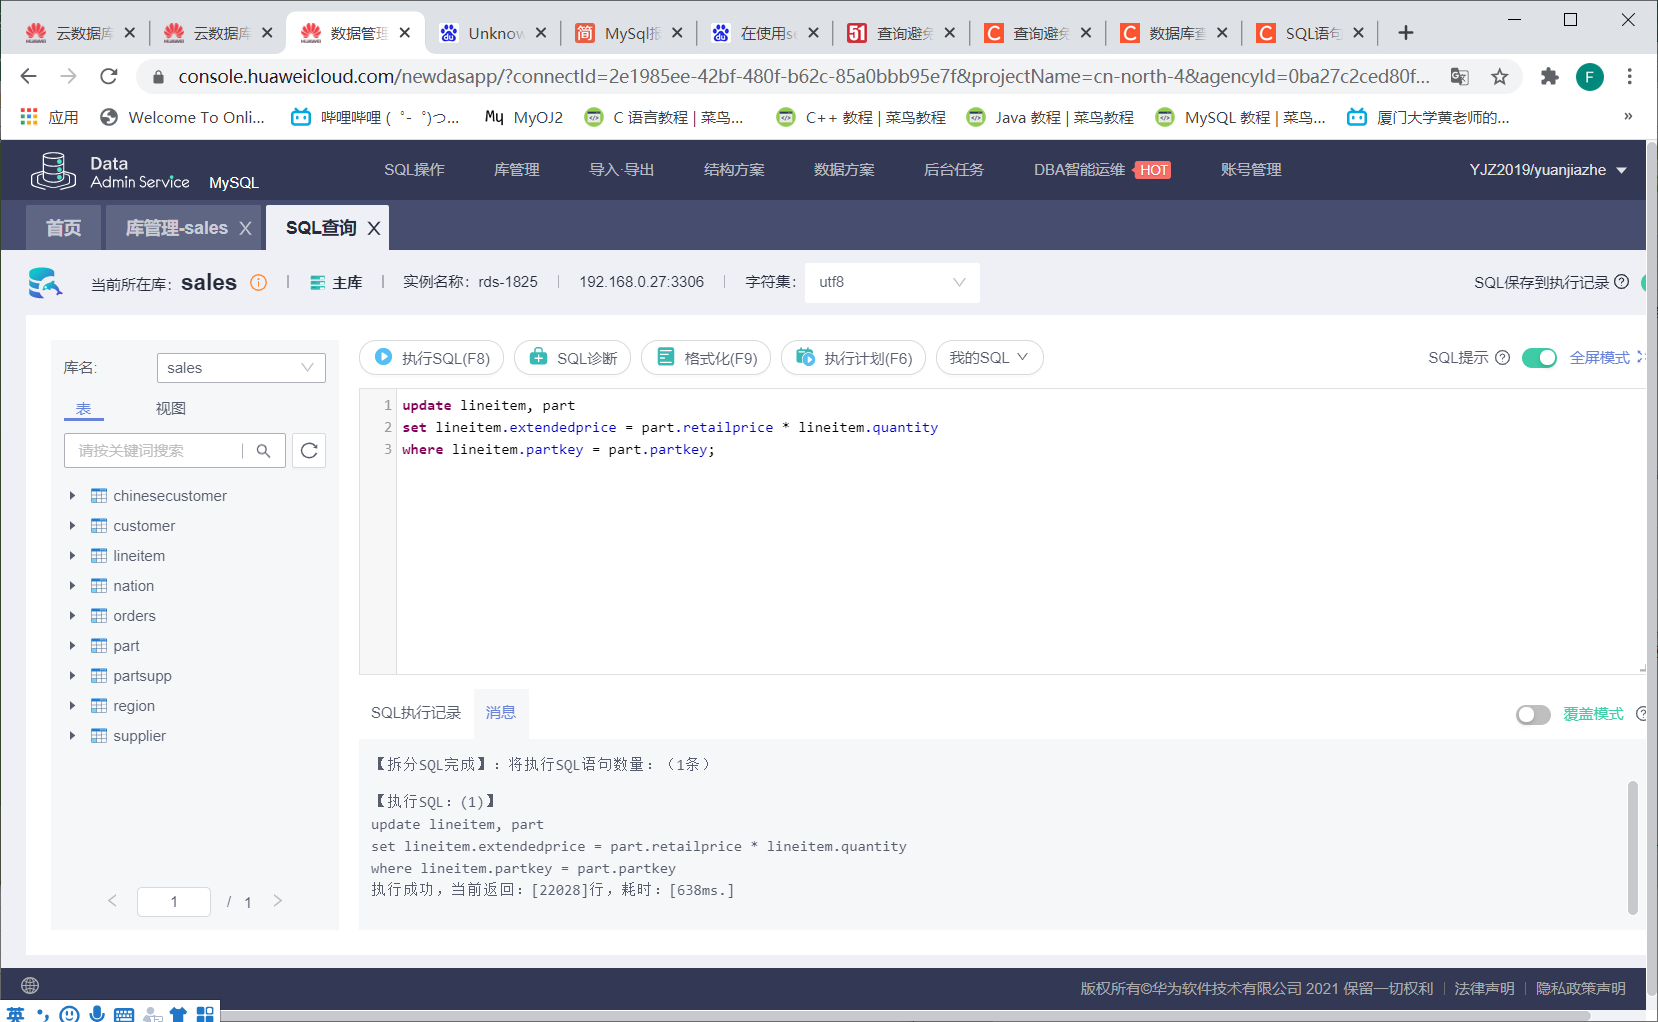 云数据库
云数据库
数据管理
Unknow
MySql报
在使用s
查询避免
查询避免
数据库查
SQL语句
console.huaweicloud.com/newdasapp/?connectId=2e1985ee-42bf-480f-b62c-85a0bbb95e7f&projectName=cn-north-4&agencyId=0ba27c2ced80f...
F
应用
Welcome To Onli...
哔哩哔哩 ( ゜- ゜)つ...
MyOJ2
C 语言教程 | 菜鸟...
C++ 教程 | 菜鸟教程
Java 教程 | 菜鸟教程
MySQL 教程 | 菜鸟...
厦门大学黄老师的...
»
Data
Admin Service MySQL
SQL操作
库管理
导入·导出
结构方案
数据方案
后台任务
DBA智能运维 HOT
账号管理
YJZ2019/yuanjiazhe
首页
库管理-sales
SQL查询
当前所在库: sales
主库
实例名称: rds-1825
192.168.0.27:3306
字符集:
utf8
SQL保存到执行记录
库名:
sales
表
视图
请按关键词搜索
chinesecustomer
customer
lineitem
nation
orders
part
partsupp
region
supplier
1 / 1
执行SQL(F8)
SQL诊断
格式化(F9)
执行计划(F6)
我的SQL
SQL提示
全屏模式
1 update lineitem, part
2 set lineitem.extendedprice = part.retailprice * lineitem.quantity
3 where lineitem.partkey = part.partkey;
SQL执行记录
消息
覆盖模式
【拆分SQL完成】: 将执行SQL语句数量: (1条)
【执行SQL: (1)】
update lineitem, part
set lineitem.extendedprice = part.retailprice * lineitem.quantity
where lineitem.partkey = part.partkey
执行成功, 当前返回: [22028]行, 耗时: [638ms.]
版权所有©华为软件技术有限公司 2021 保留一切权利
法律声明
隐私政策声明
英